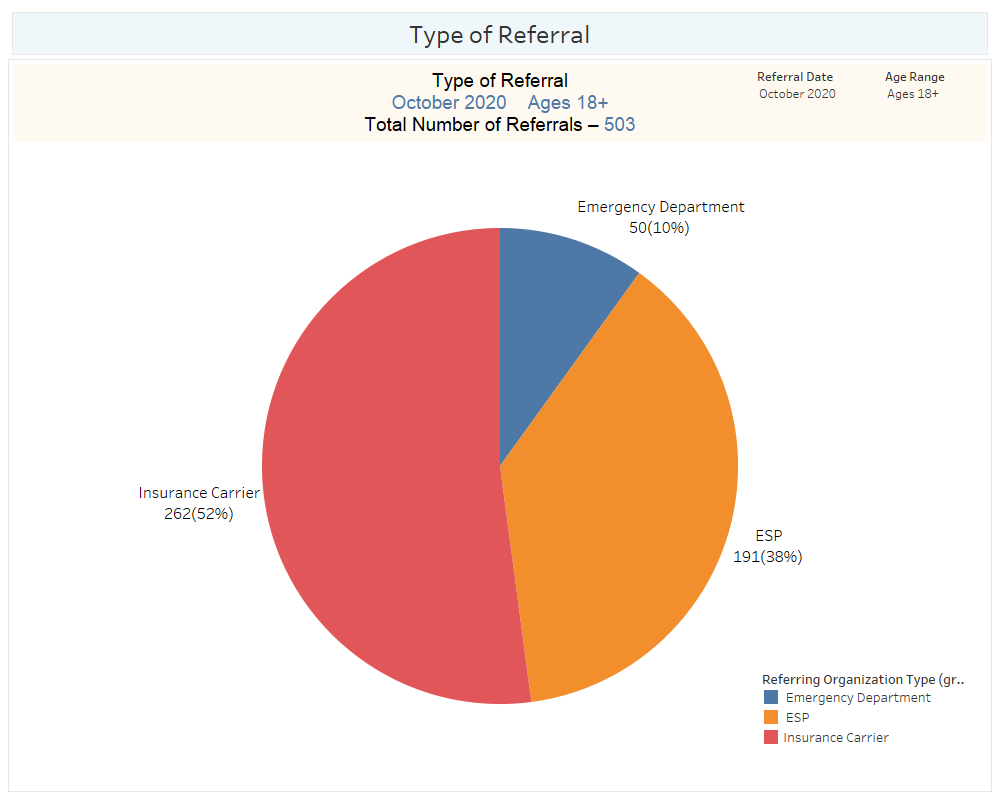 Type of Referral
Type of Referral
October 2020 Ages 18+
Total Number of Referrals – 503
Referral Date
October 2020
Age Range
Ages 18+
Emergency Department
50(10%)
Insurance Carrier
262(52%)
ESP
191(38%)
Referring Organization Type (gr..
Emergency Department
ESP
Insurance Carrier